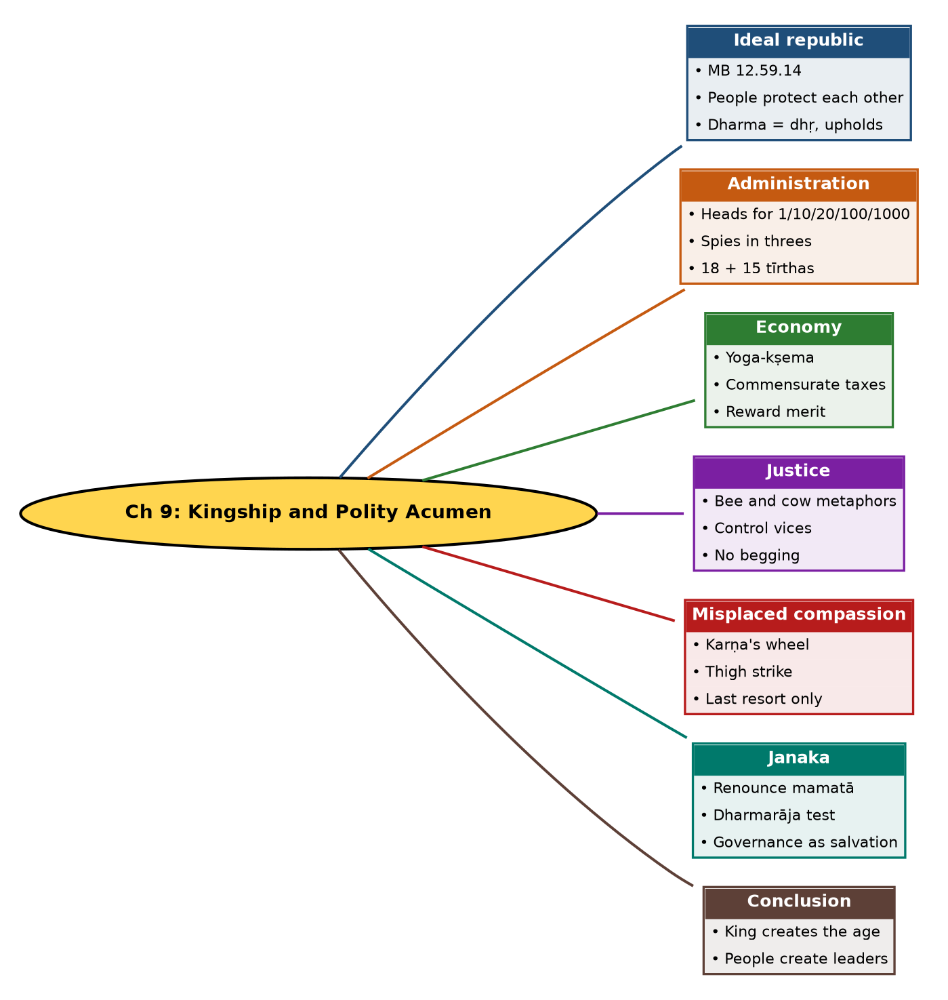 Ideal republic
• MB 12.59.14
• People protect each other
• Dharma = dhṛ, upholds
Administration
• Heads for 1/10/20/100/1000
• Spies in threes
• 18 + 15 tīrthas
Economy
• Yoga-kṣema
• Commensurate taxes
• Reward merit
Ch 9: Kingship and Polity Acumen
Justice
• Bee and cow metaphors
• Control vices
• No begging
Misplaced compassion
• Karṇa's wheel
• Thigh strike
• Last resort only
Janaka
• Renounce mamatā
• Dharmarāja test
• Governance as salvation
Conclusion
• King creates the age
• People create leaders